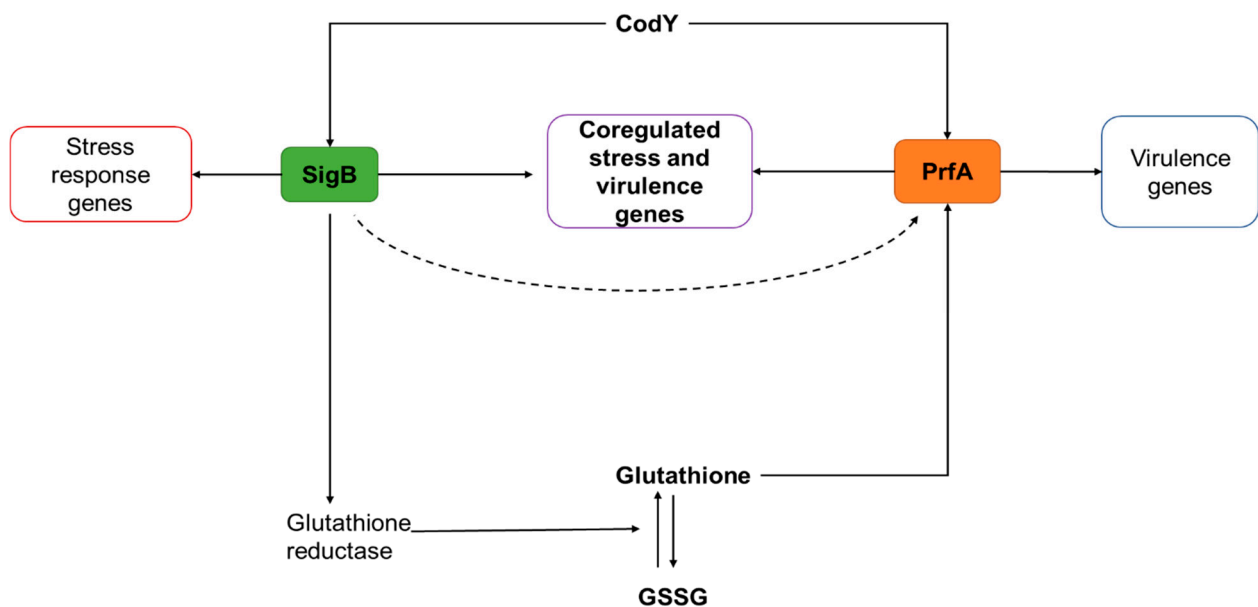 CodY
Stress
response
genes
SigB
Coregulated
stress and
virulence
genes
PrfA
Virulence
genes
Glutathione
Glutathione
reductase
GSSG